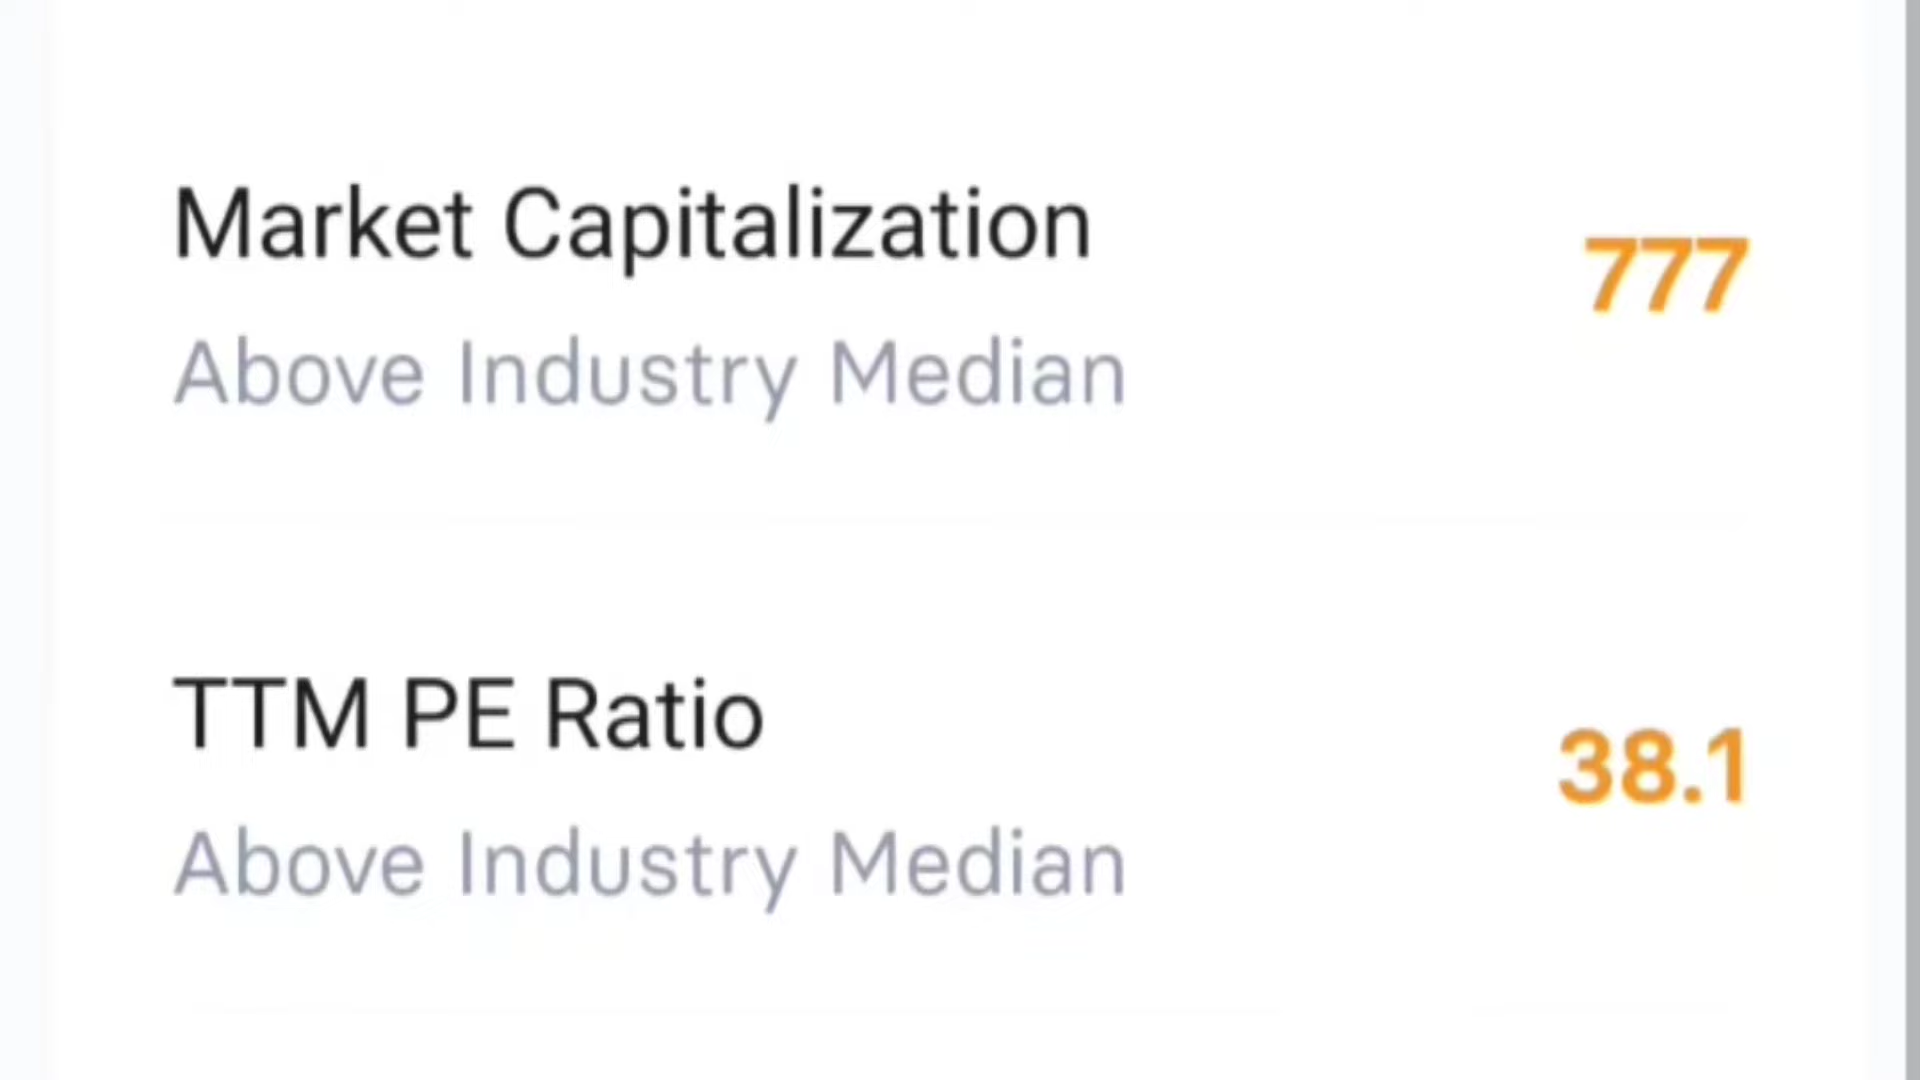 Market Capitalization
777
Above Industry Median
TTM PE Ratio
38.1
Above Industry Median